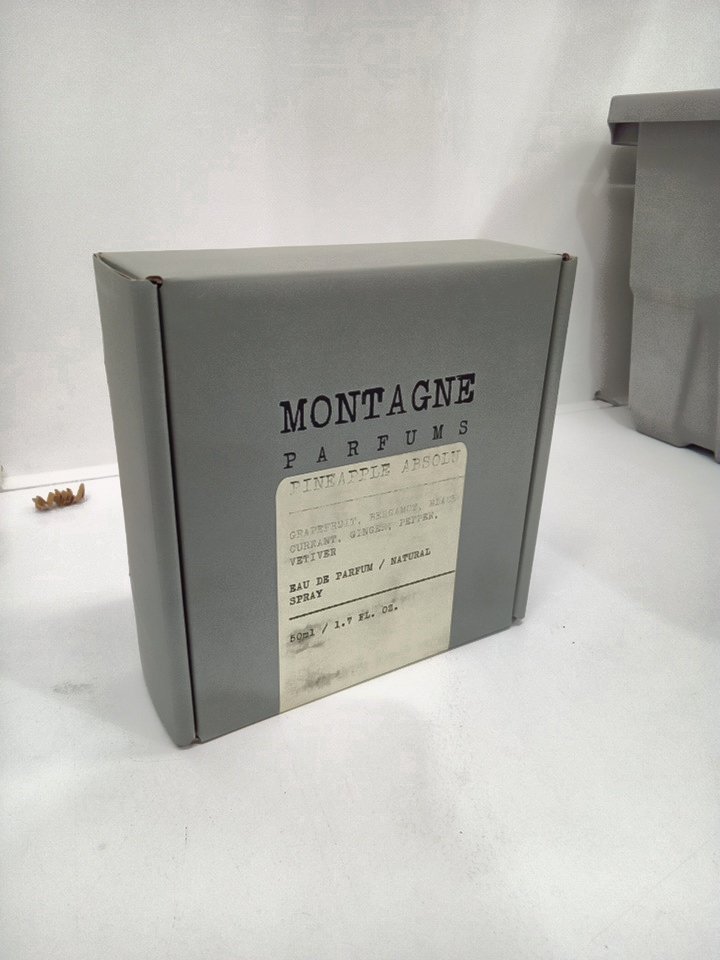 MONTAGNE
PARFUMS
PINEAPPLE ABSOLU
GRAPEFRUIT, BERGAMOT, BLACK
CURRANT, GINGER, PEPPER,
VETIVER
EAU DE PARFUM / NATURAL
SPRAY
50ml / 1.7 FL. OZ.